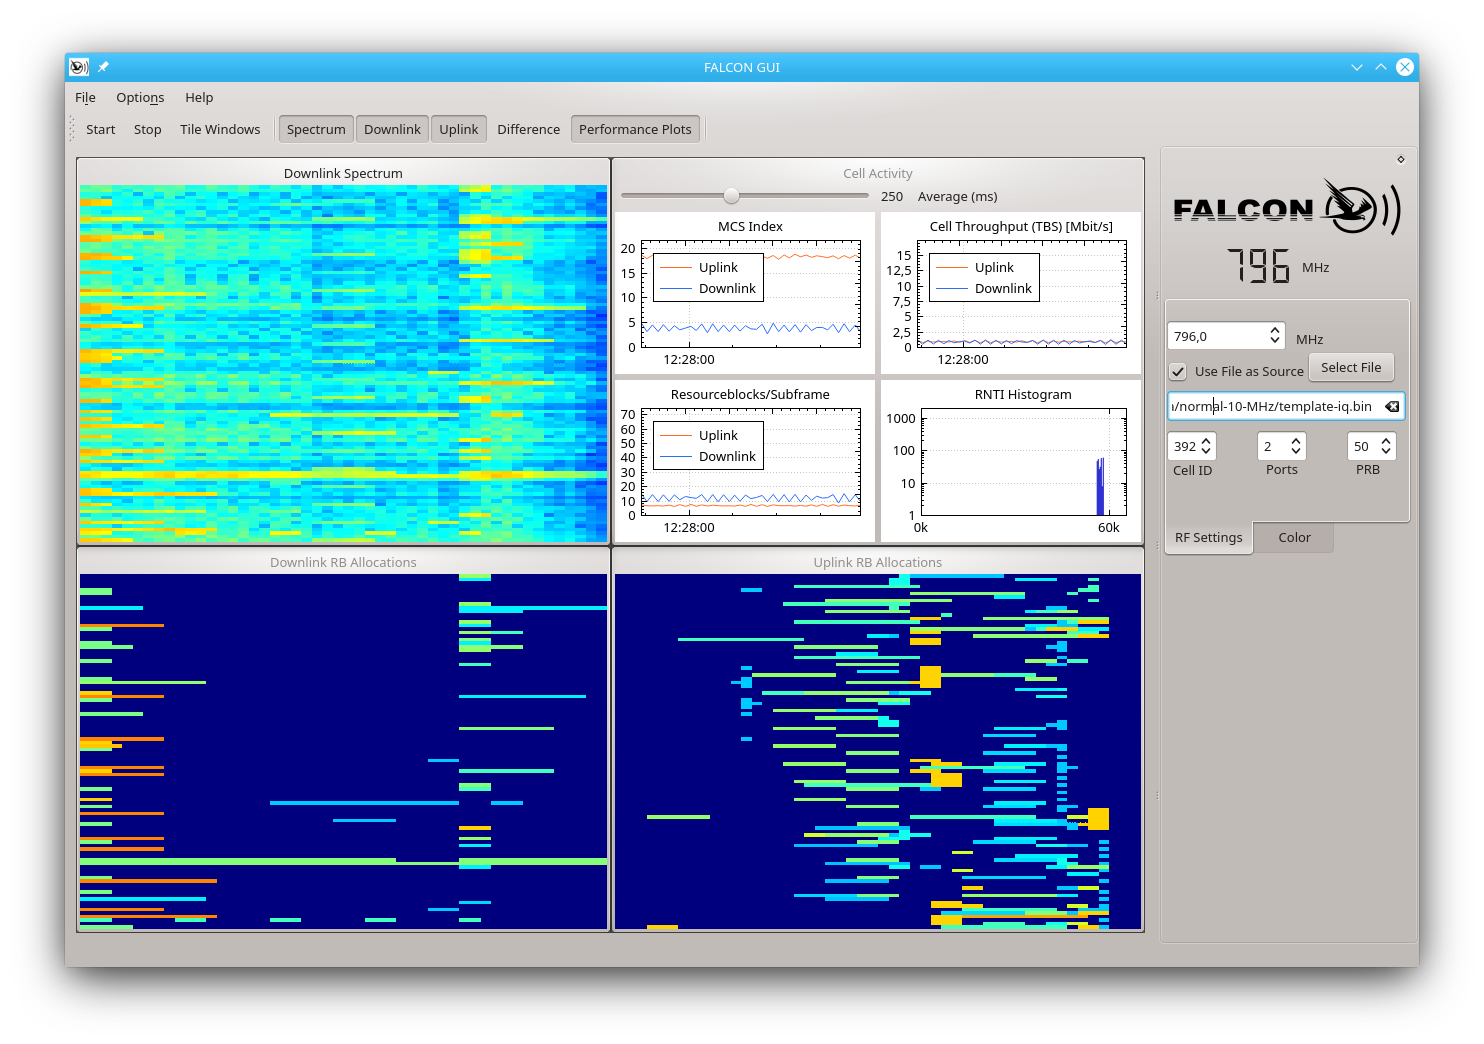 FALCON GUI
File Options Help
Start Stop Tile Windows Spectrum Downlink Uplink Difference Performance Plots
Downlink Spectrum
Cell Activity
250 Average (ms)
MCS Index
20
15
10
5
0
Uplink
Downlink
12:28:00
Cell Throughput (TBS) [Mbit/s]
15
12,5
10
7,5
5
2,5
0
Uplink
Downlink
12:28:00
Resourceblocks/Subframe
70
60
50
40
30
20
10
0
Uplink
Downlink
12:28:00
RNTI Histogram
1000
100
10
1
0k 60k
Downlink RB Allocations
Uplink RB Allocations
FALCON
796 MHz
796,0 MHz
Use File as Source Select File
/normal-10-MHz/template-iq.bin
392 2 50
Cell ID Ports PRB
RF Settings Color